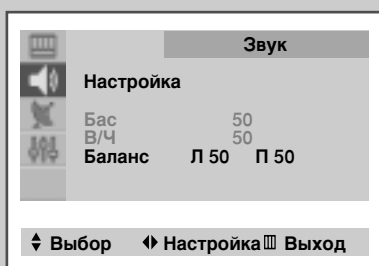 Звук
Настройка
Бас 50
В/Ч 50
Баланс Л 50 П 50
Выбор Настройка Выход